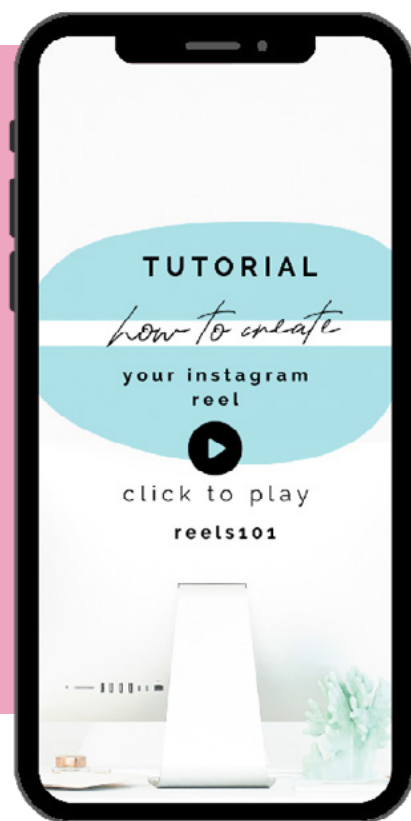 TUTORIAL
how to create
your instagram
reel
click to play
reels101